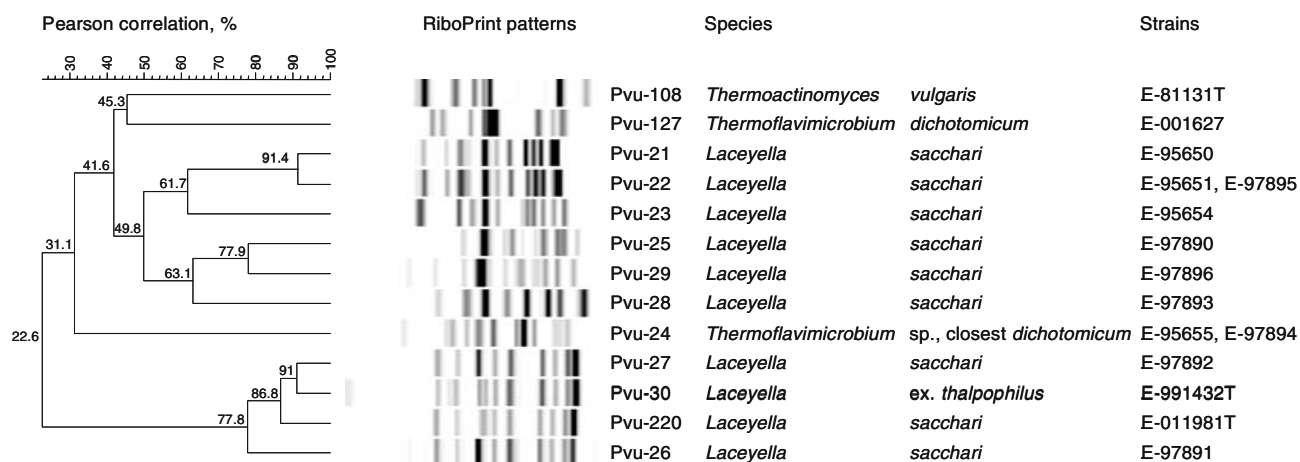 Pearson correlation, % RiboPrint patterns Species Strains
30 40 50 60 70 80 90 100
45.3 Pvu-108 Thermoactinomyces vulgaris E-81131T
Pvu-127 Thermoflavimicrobium dichotomicum E-001627
91.4 Pvu-21 Laceyella sacchari E-95650
41.6 61.7 Pvu-22 Laceyella sacchari E-95651, E-97895
Pvu-23 Laceyella sacchari E-95654
49.8 77.9 Pvu-25 Laceyella sacchari E-97890
31.1 63.1 Pvu-29 Laceyella sacchari E-97896
Pvu-28 Laceyella sacchari E-97893
22.6 Pvu-24 Thermoflavimicrobium sp., closest dichotomicum E-95655, E-97894
91 Pvu-27 Laceyella sacchari E-97892
86.8 Pvu-30 Laceyella ex. thalpophilus E-991432T
77.8 Pvu-220 Laceyella sacchari E-011981T
Pvu-26 Laceyella sacchari E-97891